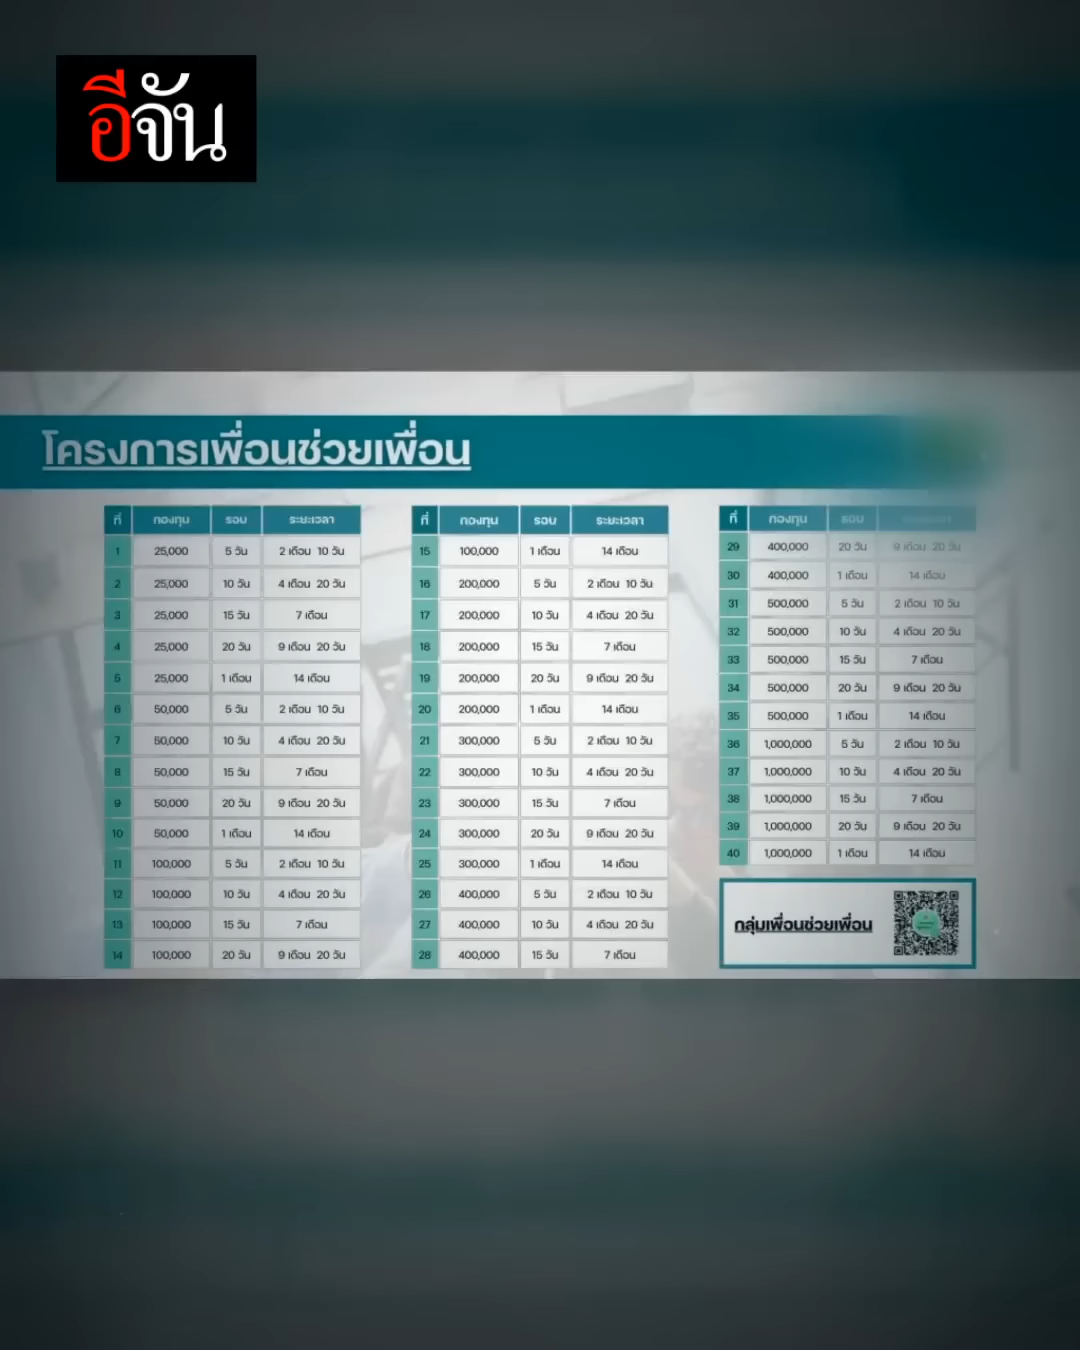 อีจัน
โครงการเพื่อนช่วยเพื่อน
ที่ กองทุน รอบ ระยะเวลา
1 25,000 5 วัน 2 เดือน 10 วัน
2 25,000 10 วัน 4 เดือน 20 วัน
3 25,000 15 วัน 7 เดือน
4 25,000 20 วัน 9 เดือน 20 วัน
5 25,000 1 เดือน 14 เดือน
6 50,000 5 วัน 2 เดือน 10 วัน
7 50,000 10 วัน 4 เดือน 20 วัน
8 50,000 15 วัน 7 เดือน
9 50,000 20 วัน 9 เดือน 20 วัน
10 50,000 1 เดือน 14 เดือน
11 100,000 5 วัน 2 เดือน 10 วัน
12 100,000 10 วัน 4 เดือน 20 วัน
13 100,000 15 วัน 7 เดือน
14 100,000 20 วัน 9 เดือน 20 วัน
ที่ กองทุน รอบ ระยะเวลา
15 100,000 1 เดือน 14 เดือน
16 200,000 5 วัน 2 เดือน 10 วัน
17 200,000 10 วัน 4 เดือน 20 วัน
18 200,000 15 วัน 7 เดือน
19 200,000 20 วัน 9 เดือน 20 วัน
20 200,000 1 เดือน 14 เดือน
21 300,000 5 วัน 2 เดือน 10 วัน
22 300,000 10 วัน 4 เดือน 20 วัน
23 300,000 15 วัน 7 เดือน
24 300,000 20 วัน 9 เดือน 20 วัน
25 300,000 1 เดือน 14 เดือน
26 400,000 5 วัน 2 เดือน 10 วัน
27 400,000 10 วัน 4 เดือน 20 วัน
28 400,000 15 วัน 7 เดือน
ที่ กองทุน รอบ
29 400,000 20 วัน 9 เดือน 20 วัน
30 400,000 1 เดือน 14 เดือน
31 500,000 5 วัน 2 เดือน 10 วัน
32 500,000 10 วัน 4 เดือน 20 วัน
33 500,000 15 วัน 7 เดือน
34 500,000 20 วัน 9 เดือน 20 วัน
35 500,000 1 เดือน 14 เดือน
36 1,000,000 5 วัน 2 เดือน 10 วัน
37 1,000,000 10 วัน 4 เดือน 20 วัน
38 1,000,000 15 วัน 7 เดือน
39 1,000,000 20 วัน 9 เดือน 20 วัน
40 1,000,000 1 เดือน 14 เดือน
กลุ่มเพื่อนช่วยเพื่อน